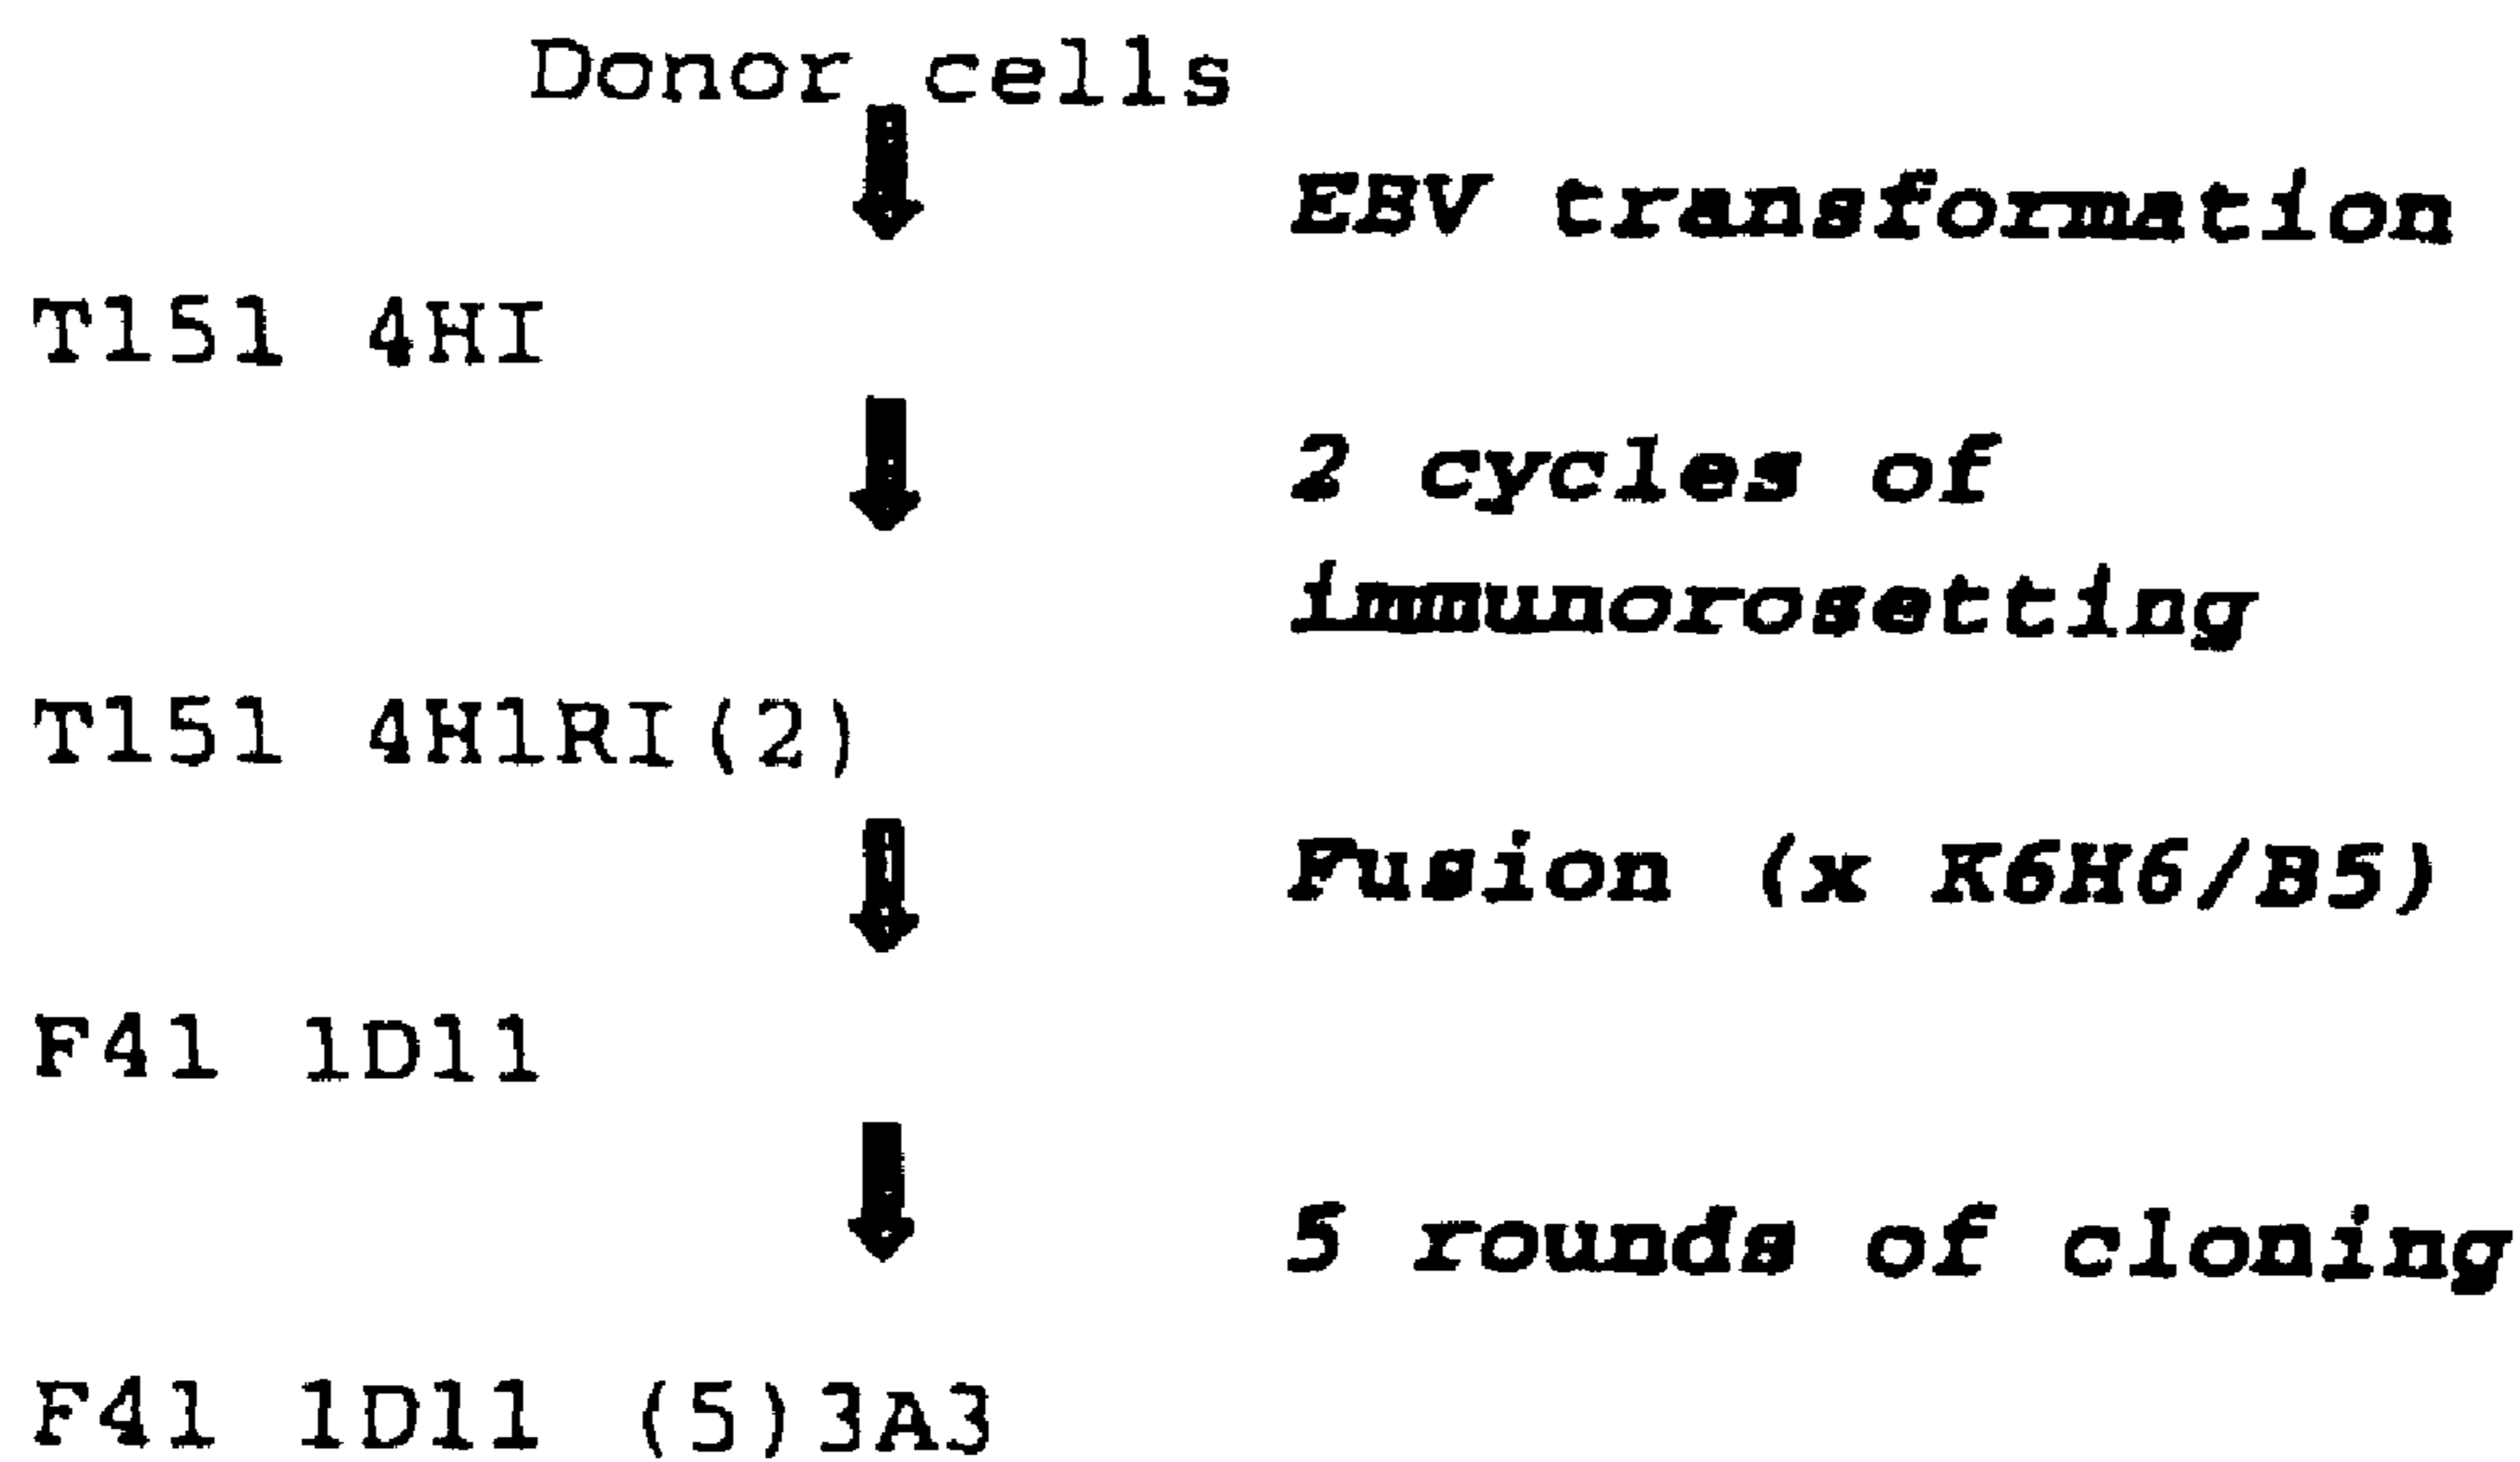 Donor cells
EBV transformation
T151 4HI
2 cycles of
immunorosetting
T151 4H1RI(2)
Fusion (x K6H6/B5)
F41 1D11
5 rounds of cloning
F41 1D11 (5)3A3